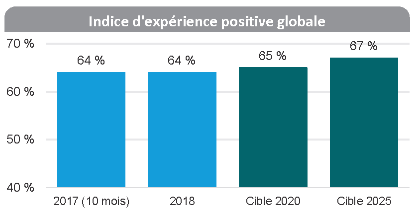 Indice d'expérience positive globale
70 %
60 %
50 %
40 %
64 %
64 %
65 %
67 %
2017 (10 mois)
2018
Cible 2020
Cible 2025